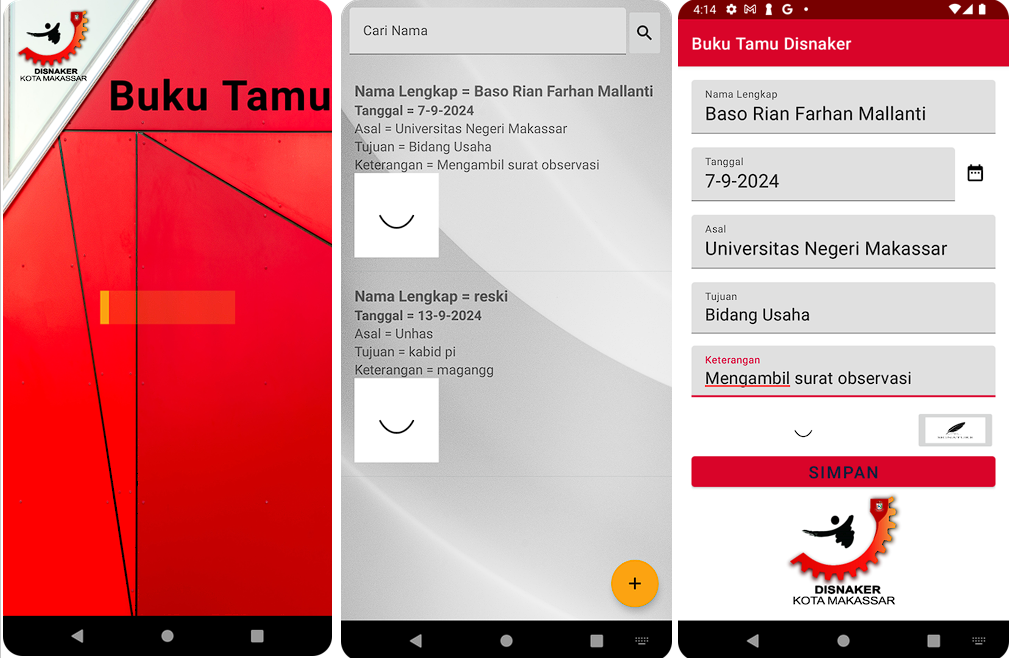 DISNAKER
KOTA MAKASSAR
Buku Tamu
Cari Nama
Nama Lengkap = Baso Rian Farhan Mallanti
Tanggal = 7-9-2024
Asal = Universitas Negeri Makassar
Tujuan = Bidang Usaha
Keterangan = Mengambil surat observasi
Nama Lengkap = reski
Tanggal = 13-9-2024
Asal = Unhas
Tujuan = kabid pi
Keterangan = magangg
+
4:14
Buku Tamu Disnaker
Nama Lengkap
Baso Rian Farhan Mallanti
Tanggal
7-9-2024
Asal
Universitas Negeri Makassar
Tujuan
Bidang Usaha
Keterangan
Mengambil surat observasi
SIMPAN
DISNAKER
KOTA MAKASSAR